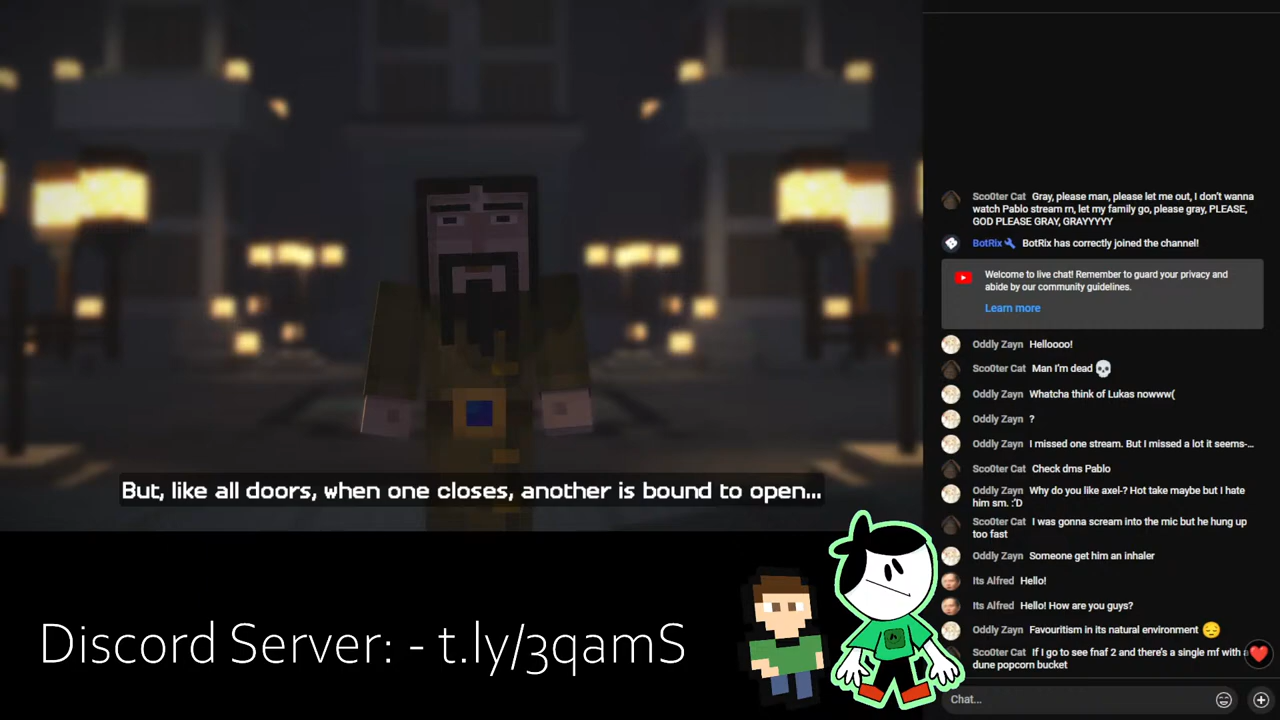 But, like all doors, when one closes, another is bound to open...
Discord Server: - t.ly/3qamS
Sco0ter Cat Gray, please man, please let me out, I don't wanna
watch Pablo stream rn, let my family go, please gray, PLEASE,
GOD PLEASE GRAY, GRAYYYYY
BotRix BotRix has correctly joined the channel!
Welcome to live chat! Remember to guard your privacy and
abide by our community guidelines.
Learn more
Oddly Zayn Helloooo!
Sco0ter Cat Man I'm dead 💀
Oddly Zayn Whatcha think of Lukas nowww(
Oddly Zayn ?
Oddly Zayn I missed one stream. But I missed a lot it seems-...
Sco0ter Cat Check dms Pablo
Oddly Zayn Why do you like axel-? Hot take maybe but I hate
him sm. :'D
Sco0ter Cat I was gonna scream into the mic but he hung up
too fast
Oddly Zayn Someone get him an inhaler
Its Alfred Hello!
Its Alfred Hello! How are you guys?
Oddly Zayn Favouritism in its natural environment 😔
Sco0ter Cat If I go to see fnaf 2 and there's a single mf with
dune popcorn bucket
Chat...